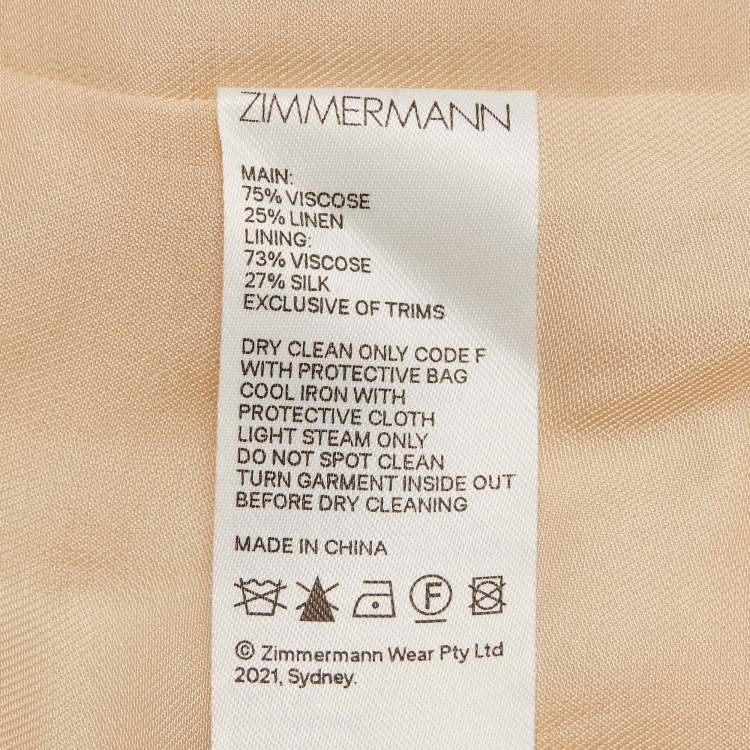 ZIMMERMANN
MAIN:
75% VISCOSE
25% LINEN
LINING:
73% VISCOSE
27% SILK
EXCLUSIVE OF TRIMS
DRY CLEAN ONLY CODE F
WITH PROTECTIVE BAG
COOL IRON WITH
PROTECTIVE CLOTH
LIGHT STEAM ONLY
DO NOT SPOT CLEAN
TURN GARMENT INSIDE OUT
BEFORE DRY CLEANING
MADE IN CHINA
F
© Zimmermann Wear Pty Ltd
2021, Sydney.